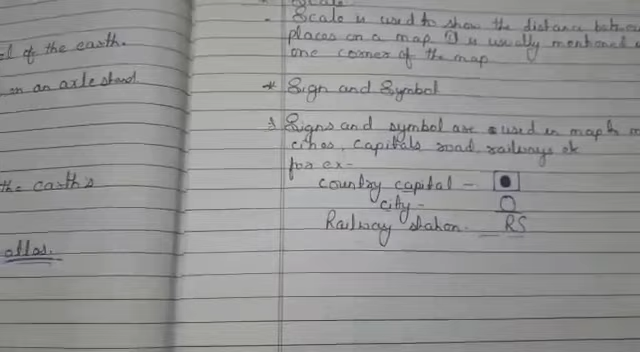 l of the earth.
on an axle stand.
the earth's
atlas.
Scale
- Scale is used to show the distance between
places on a map It is usually mentioned
one corner of the map
* Sign and Symbol
Signs and symbol are used in map
cities, capitals road, railways etc
for ex-
country capital -
city -
Railway station. RS